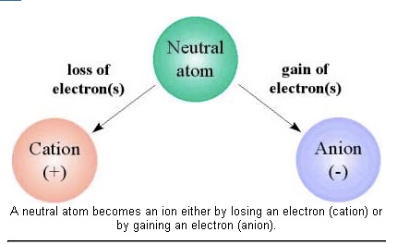 Neutral
atom
loss of
electron(s)
gain of
electron(s)
Cation
(+)
Anion
(-)
A neutral atom becomes an ion either by losing an electron (cation) or
by gaining an electron (anion).